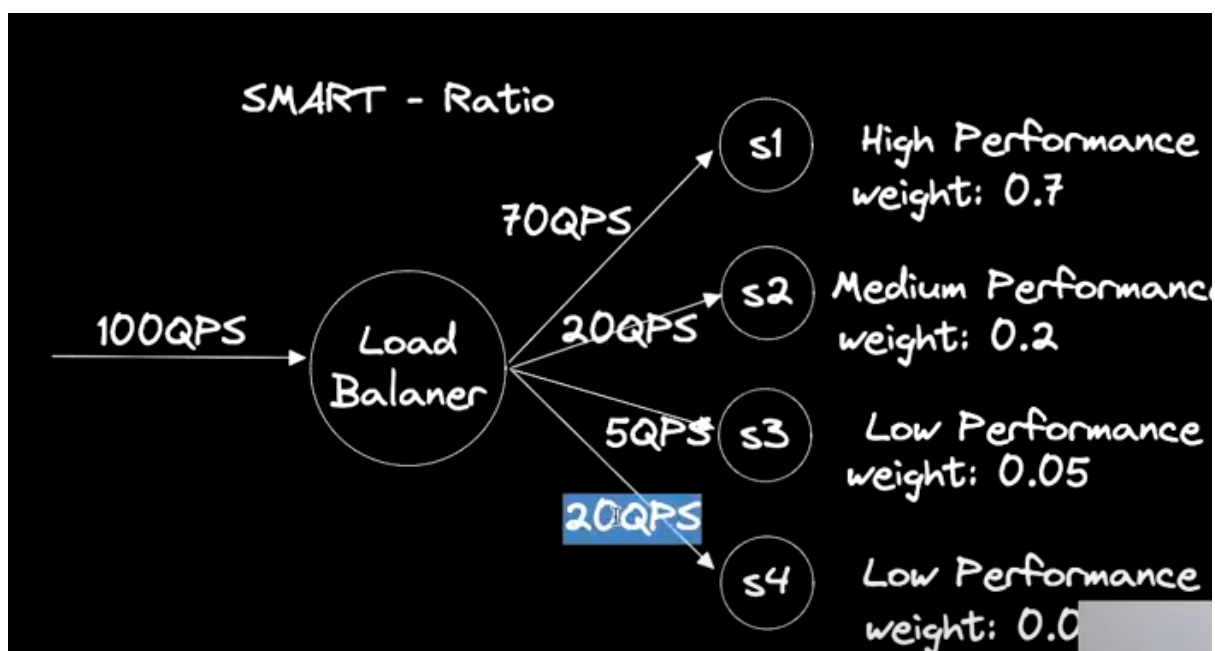 SMART - Ratio
s1
High Performance
weight: 0.7
70QPS
s2
Medium Performance
weight: 0.2
20QPS
100QPS
Load
Balaner
s3
Low Performance
weight: 0.05
5QPS
20QPS
s4
Low Performance
weight: